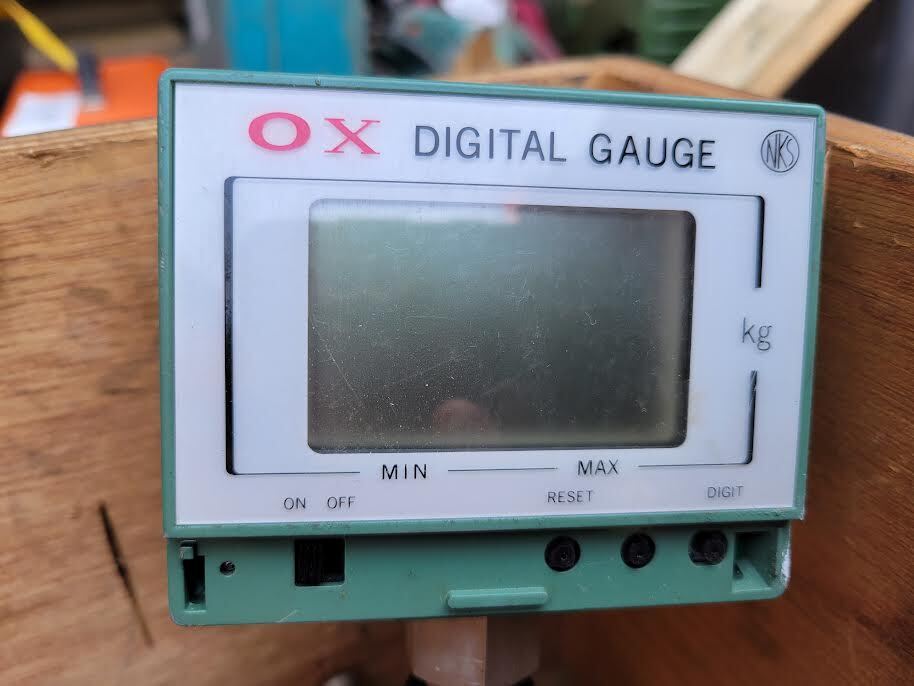 OX DIGITAL GAUGE NKS
kg
MIN MAX
ON OFF RESET DIGIT